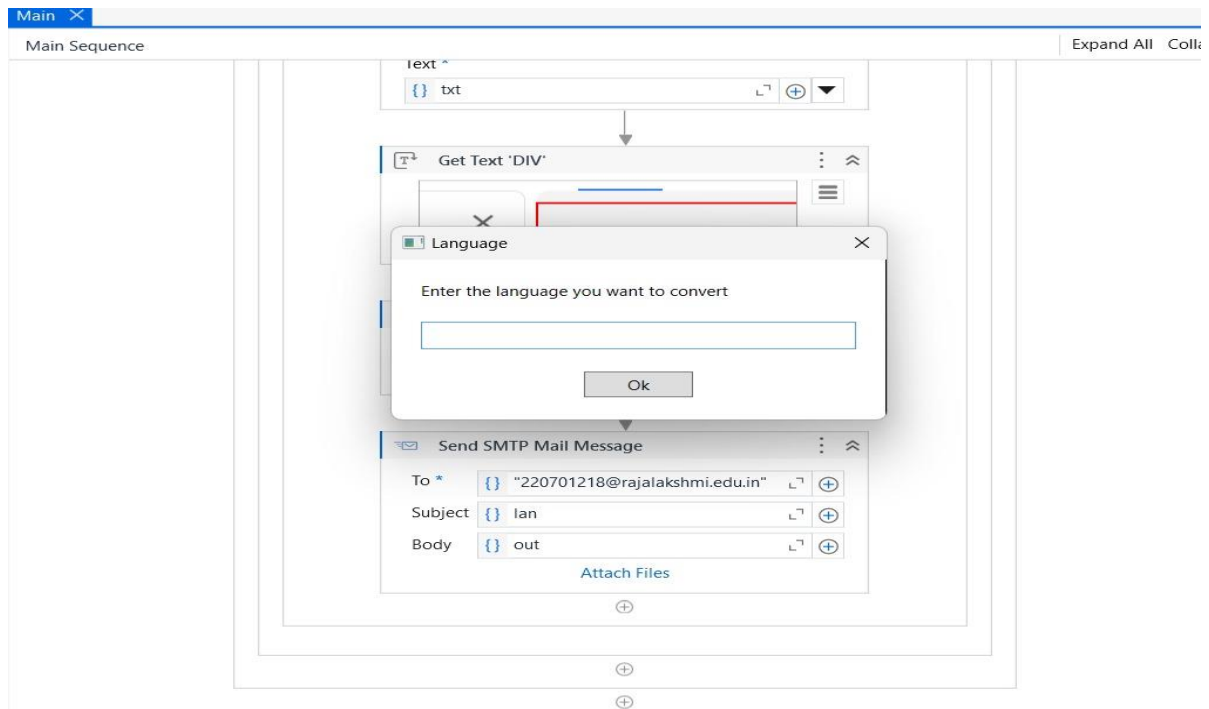 Main
Main Sequence
Expand All
Text *
{} txt
Get Text 'DIV'
Language
Enter the language you want to convert
Ok
Send SMTP Mail Message
To * {} "220701218@rajalakshmi.edu.in"
Subject {} lan
Body {} out
Attach Files